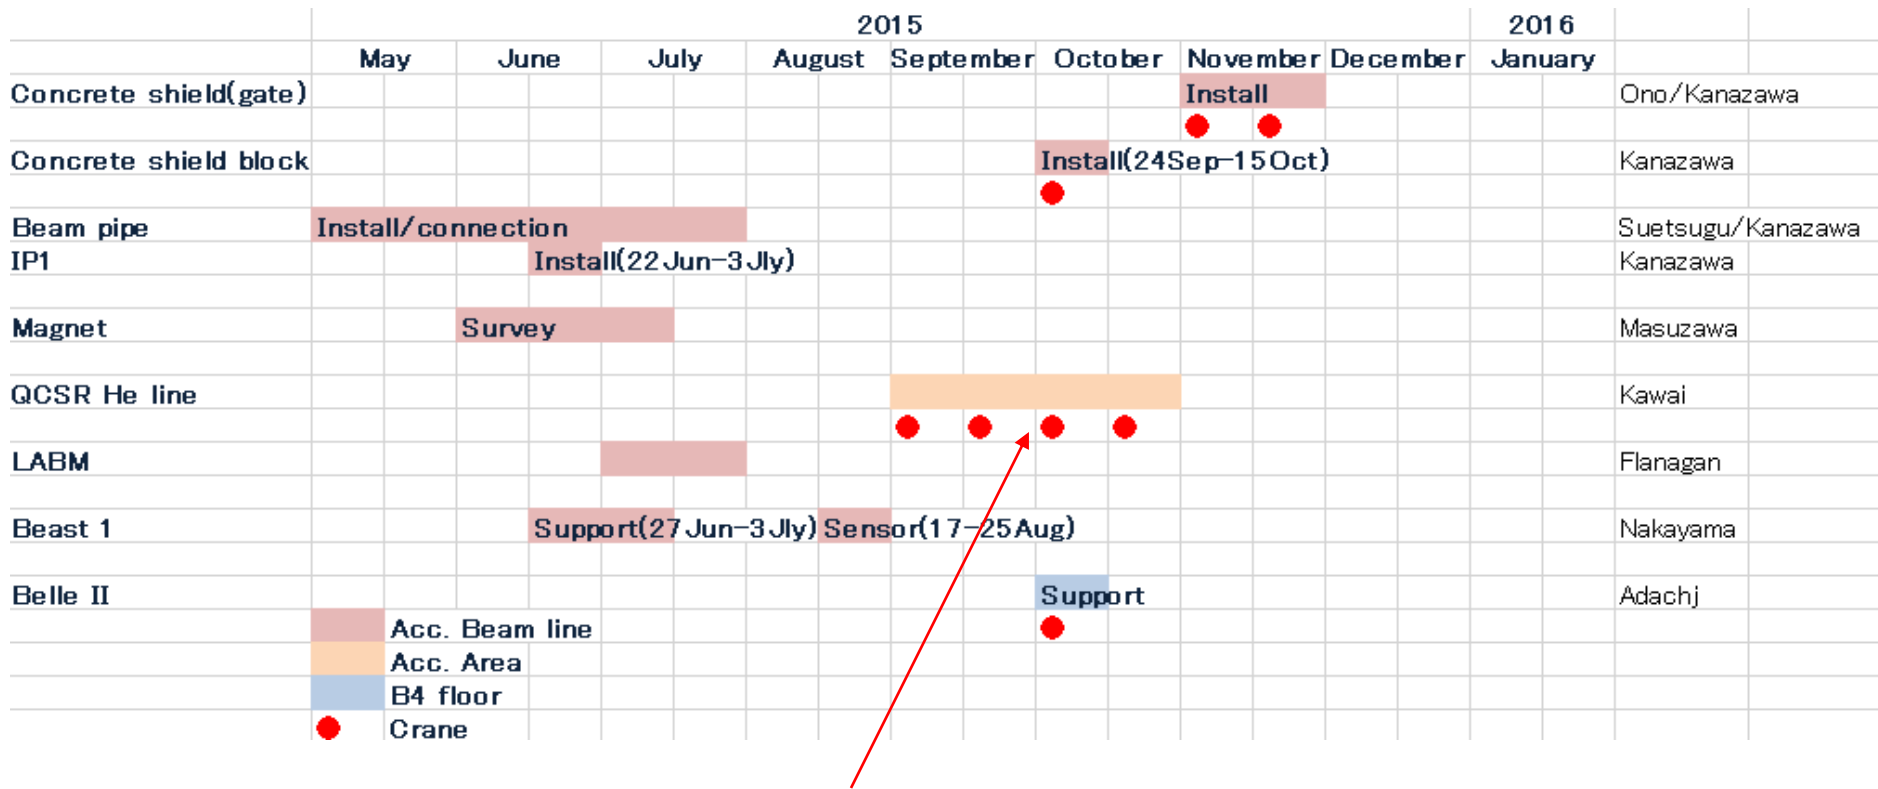 2015 2016
May June July August September October November December January
Concrete shield(gate) Install Ono/Kanazawa
Concrete shield block Install(24Sep-15Oct) Kanazawa
Beam pipe Install/connection Suetsugu/Kanazawa
IP1 Install(22Jun-3Jly) Kanazawa
Magnet Survey Masuzawa
QCSR He line Kawai
LABM Flanagan
Beast 1 Support(27Jun-3Jly) Sensor(17-25Aug) Nakayama
Belle II Support Adachj
Acc. Beam line
Acc. Area
B4 floor
Crane